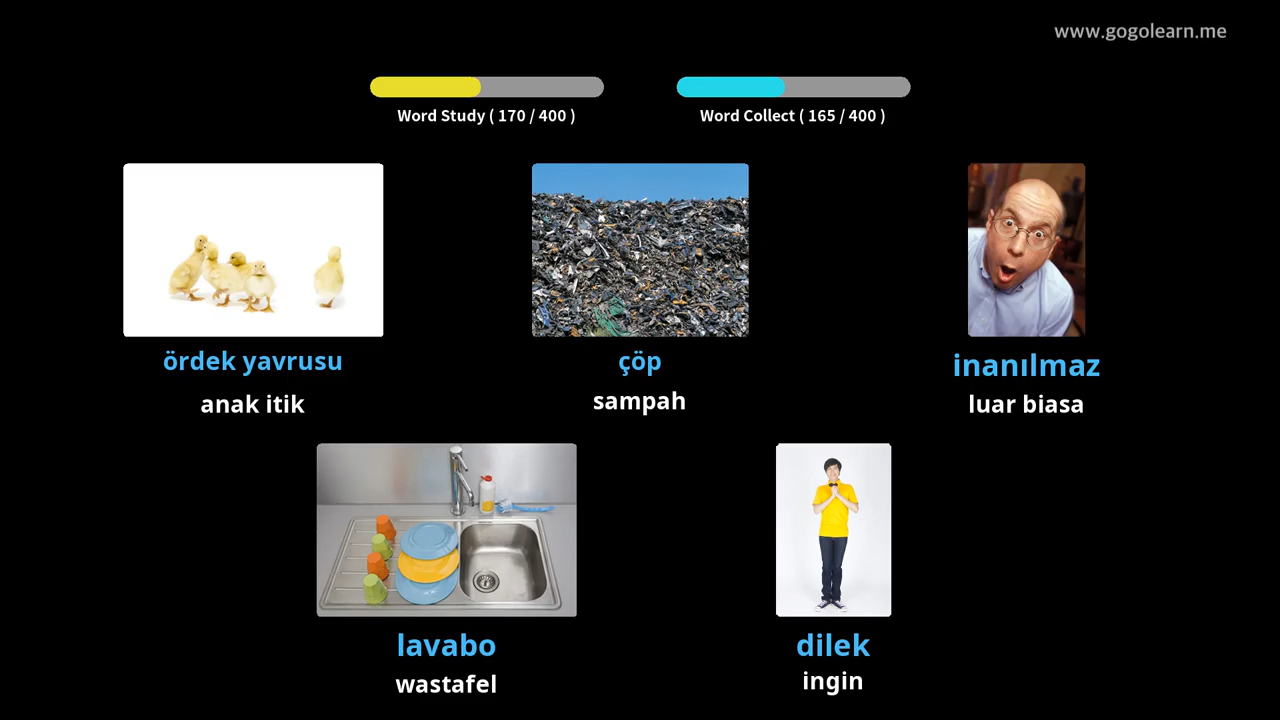 www.gogolearn.me
Word Study ( 170 / 400 )
Word Collect ( 165 / 400 )
ördek yavrusu
anak itik
çöp
sampah
inanılmaz
luar biasa
lavabo
wastafel
dilek
ingin